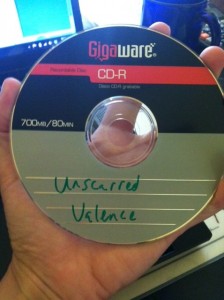 Gigaware®
Recordable Disc
CD-R
700MB/80MIN
Unscarred
Valence